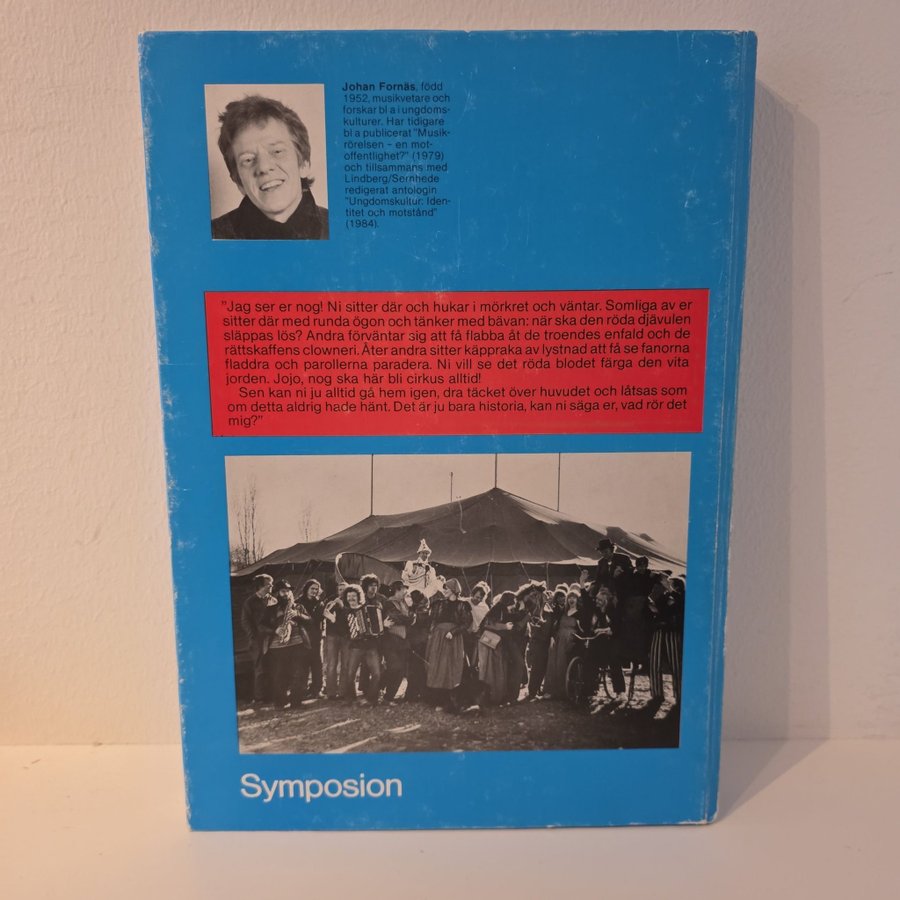 Johan Fornäs, född
1952, musikvetare och
forskar bl a i ungdoms-
kulturer. Har tidigare
bl a publicerat "Musik-
rörelsen – en mot-
offentlighet?" (1979)
och tillsammans med
Lindberg/Sernhede
redigerat antologin
"Ungdomskultur: Iden-
titet och motstånd"
(1984).
"Jag ser er nog! Ni sitter där och hukar i mörkret och väntar. Somliga av er
sitter där med runda ögon och tänker med bävan: när ska den röda djävulen
släppas lös? Andra förväntar sig att få flabba åt de troendes enfald och de
rättskaffens clowneri. Åter andra sitter käppraka av lystnad att få se fanorna
fladdra och parollerna paradera. Ni vill se det röda blodet färga den vita
jorden. Jojo, nog ska här bli cirkus alltid!
Sen kan ni ju alltid gå hem igen, dra täcket över huvudet och låtsas som
om detta aldrig hade hänt. Det är ju bara historia, kan ni säga er, vad rör det
mig?"
Symposion